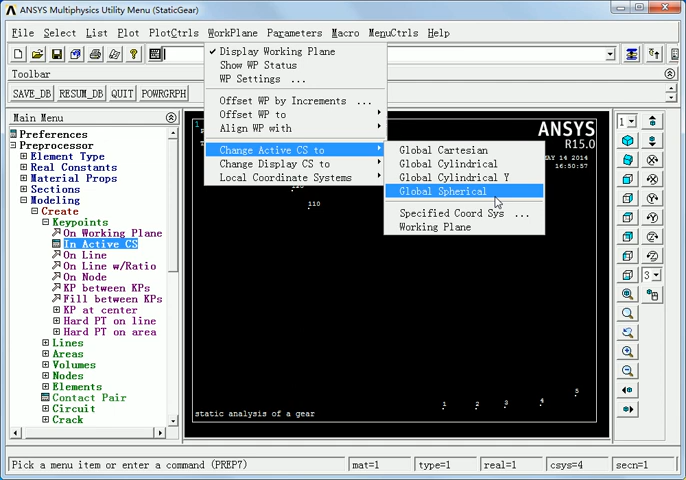 ANSYS Multiphysics Utility Menu (StaticGear)
File Select List Plot PlotCtrls WorkPlane Parameters Macro MenuCtrls Help
Display Working Plane
Show WP Status
WP Settings ...
Offset WP by Increments ...
Offset WP to
Align WP with
Change Active CS to
Change Display CS to
Local Coordinate Systems
Global Cartesian
Global Cylindrical
Global Cylindrical Y
Global Spherical
Specified Coord Sys ...
Working Plane
Toolbar
SAVE_DB RESUM_DB QUIT POWRGRPH
Main Menu
Preferences
Preprocessor
Element Type
Real Constants
Material Props
Sections
Modeling
Create
Keypoints
On Working Plane
In Active CS
On Line
On Line w/Ratio
On Node
KP between KPs
Fill between KPs
KP at center
Hard PT on line
Hard PT on area
Lines
Areas
Volumes
Nodes
Elements
Contact Pair
Circuit
Crack
1
ANSYS
R15.0
MAY 14 2014
16:50:57
110
1 2 3 4 5
static analysis of a gear
1
3
Pick a menu item or enter a command (PREP7) mat=1 type=1 real=1 csys=4 secn=1